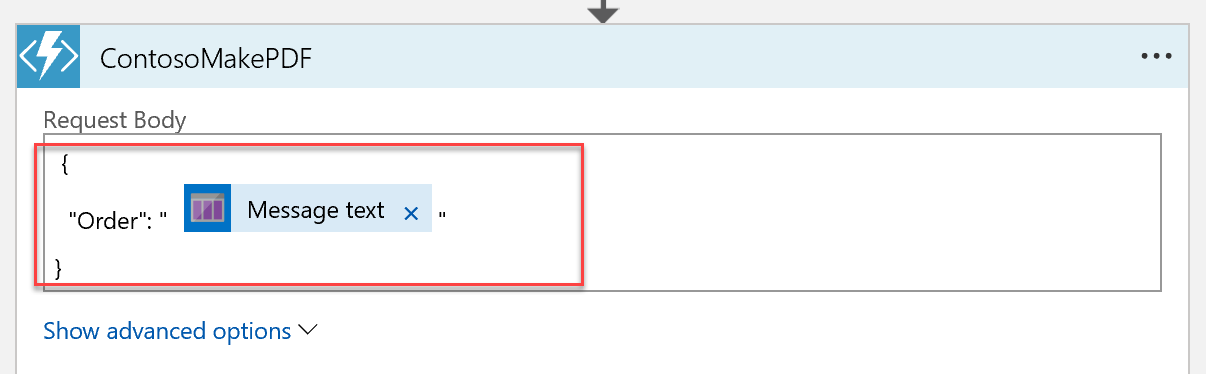 ContosoMakePDF
Request Body
{
"Order": " Message text × "
}
Show advanced options